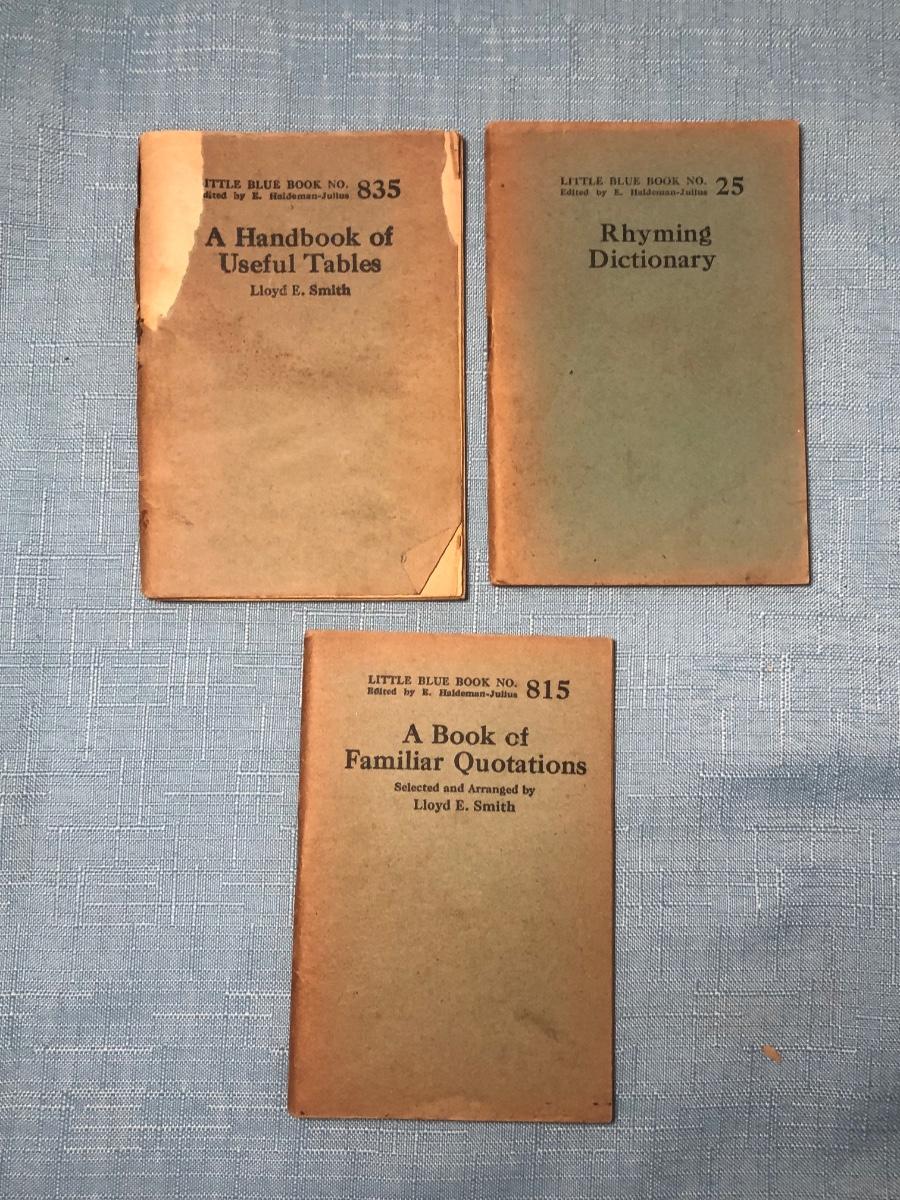 ITTLE BLUE BOOK NO. 835
dited by E. Haldeman-Julius
A Handbook of
Useful Tables
Lloyd E. Smith
LITTLE BLUE BOOK NO. 25
Edited by E. Haldeman-Julius
Rhyming
Dictionary
LITTLE BLUE BOOK NO. 815
Edited by E. Haldeman-Julius
A Book of
Familiar Quotations
Selected and Arranged by
Lloyd E. Smith